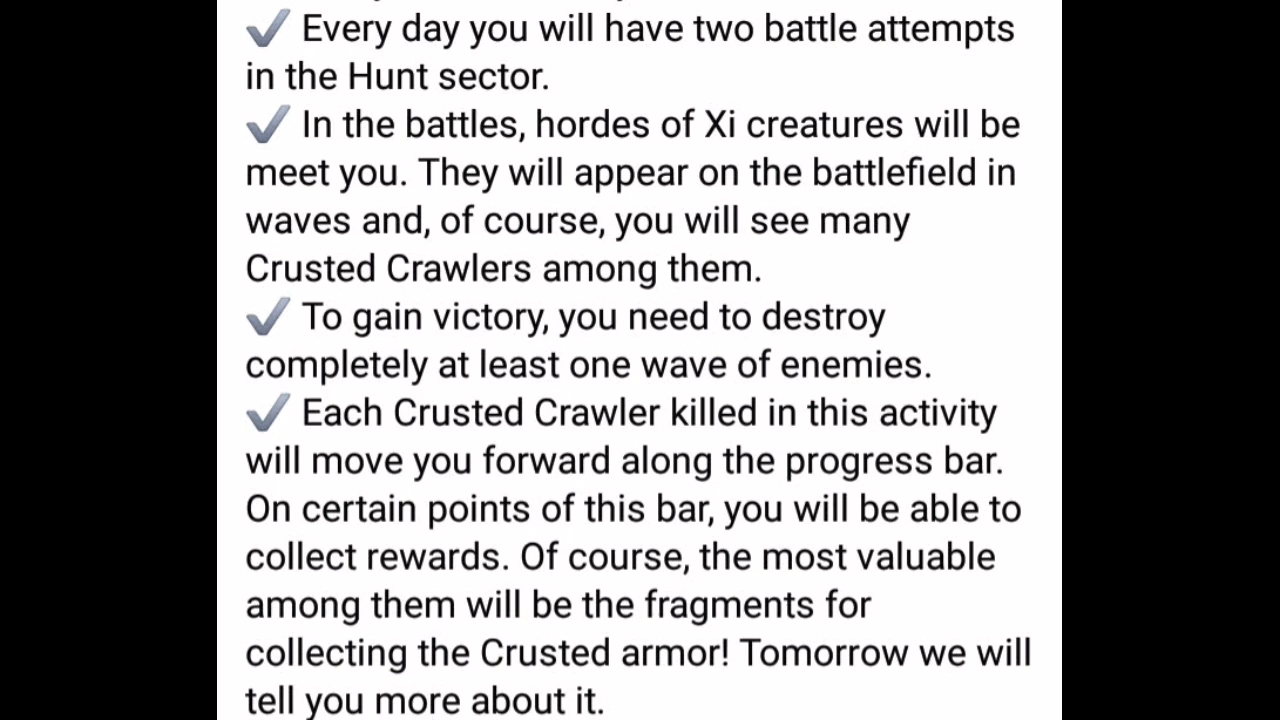 ✔ Every day you will have two battle attempts
in the Hunt sector.
✔ In the battles, hordes of Xi creatures will be
meet you. They will appear on the battlefield in
waves and, of course, you will see many
Crusted Crawlers among them.
✔ To gain victory, you need to destroy
completely at least one wave of enemies.
✔ Each Crusted Crawler killed in this activity
will move you forward along the progress bar.
On certain points of this bar, you will be able to
collect rewards. Of course, the most valuable
among them will be the fragments for
collecting the Crusted armor! Tomorrow we will
tell you more about it.